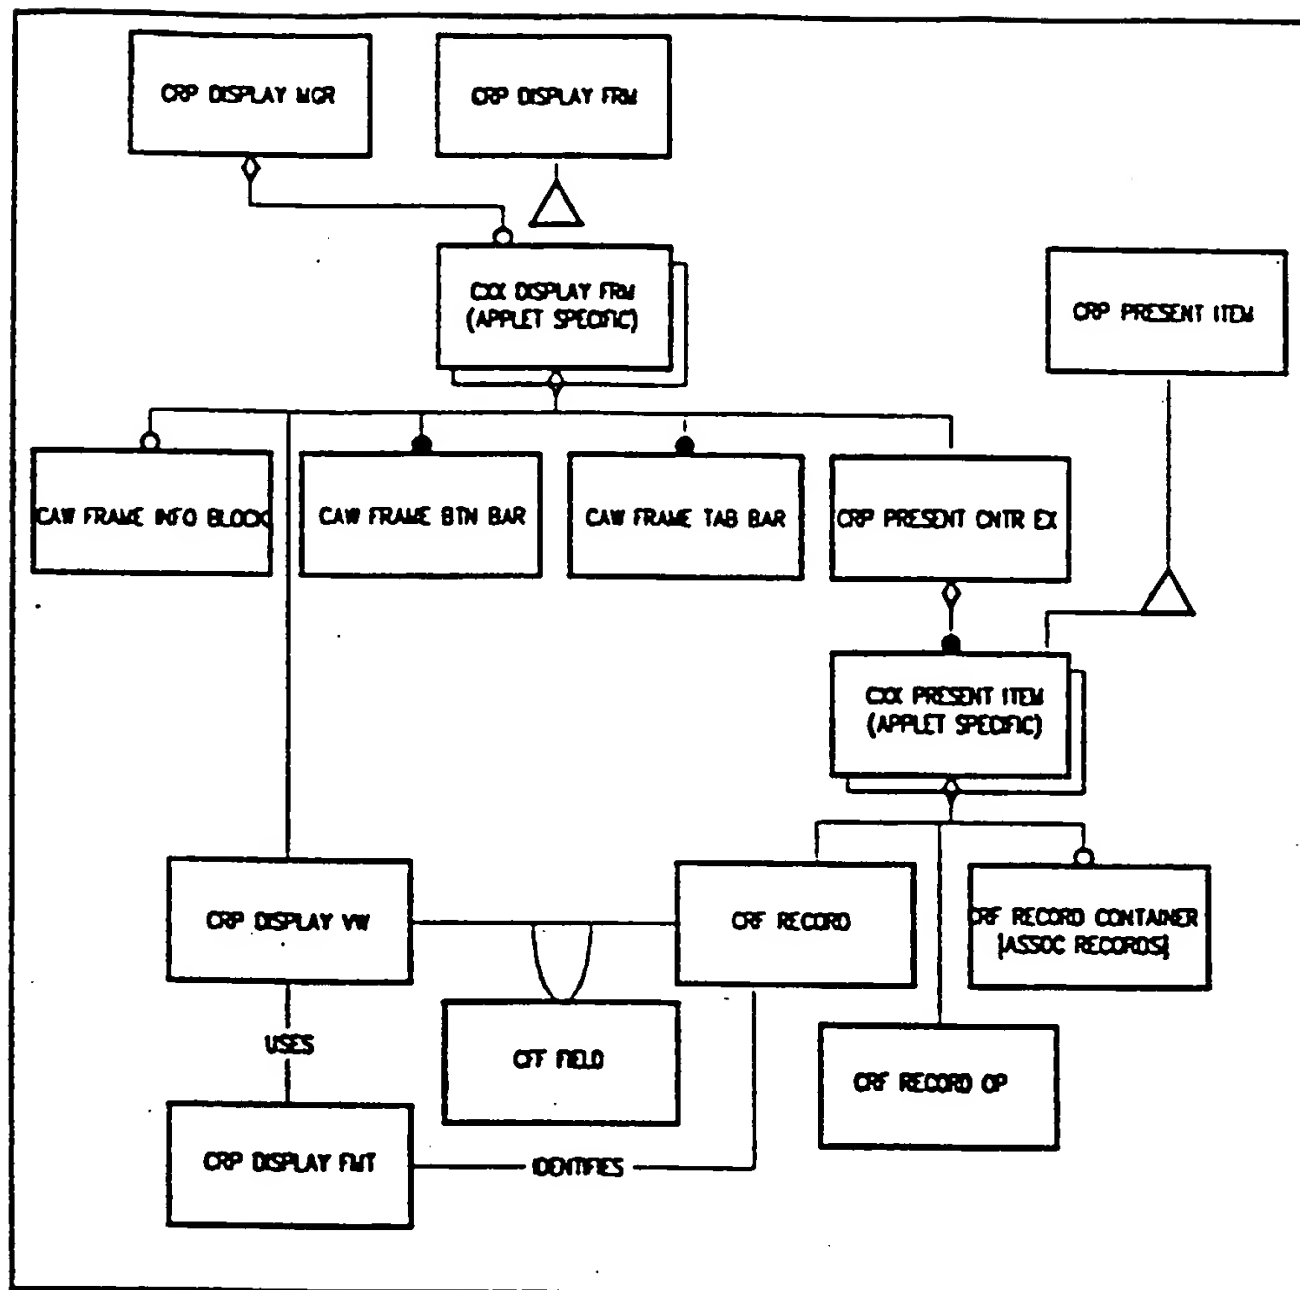 CRP DISPLAY MGR
CRP DISPLAY FRM
CXX DISPLAY FRM
(APPLET SPECIFIC)
CRP PRESENT ITEM
CAW FRAME INFO BLOCK
CAW FRAME BTN BAR
CAW FRAME TAB BAR
CRP PRESENT CNTR EX
CXX PRESENT ITEM
(APPLET SPECIFIC)
CRP DISPLAY VW
CRF RECORD
CRF RECORD CONTAINER
[ASSOC RECORDS]
USES
CFF FIELD
CRF RECORD OP
CRP DISPLAY FMT
IDENTIFIES